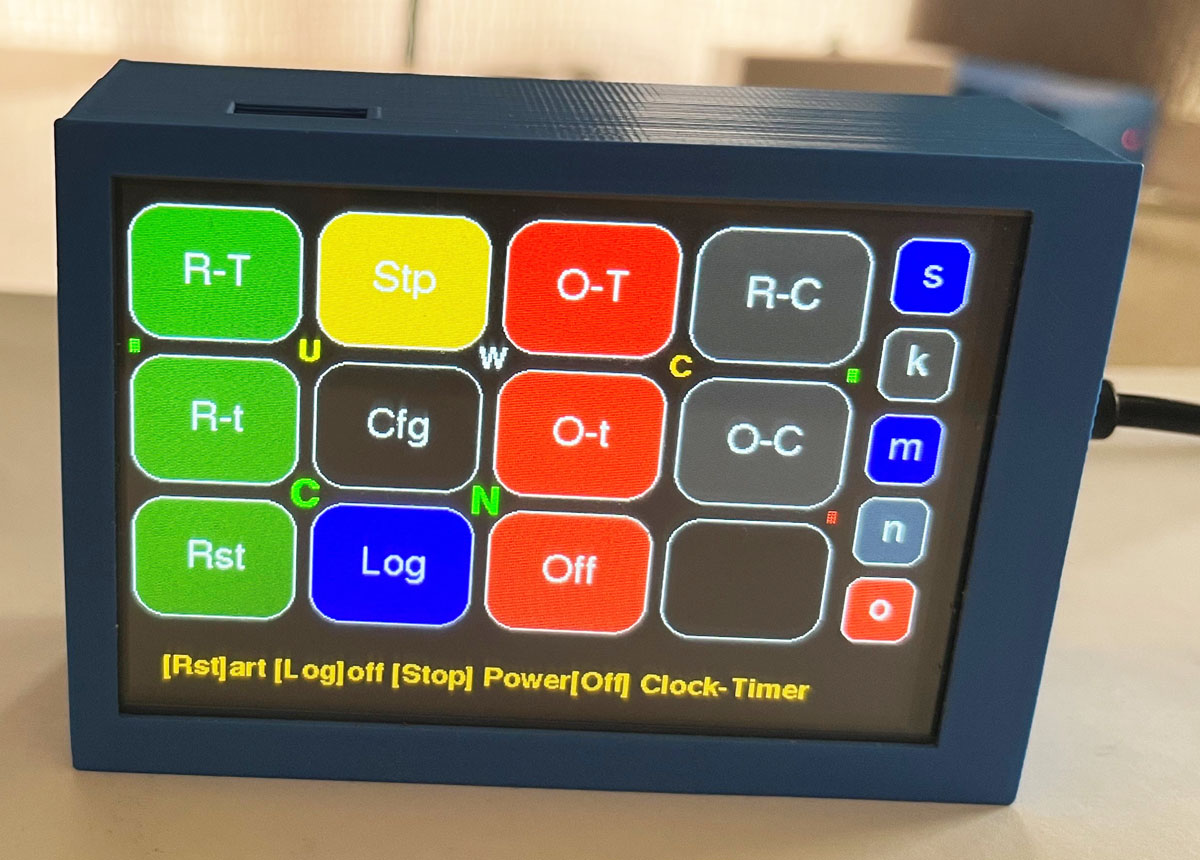 R-T Stp O-T R-C s
U W C
k
R-t Cfg O-t O-C m
C N
n
Rst Log Off o
[Rst]art [Log]off [Stop] Power[Off] Clock-Timer